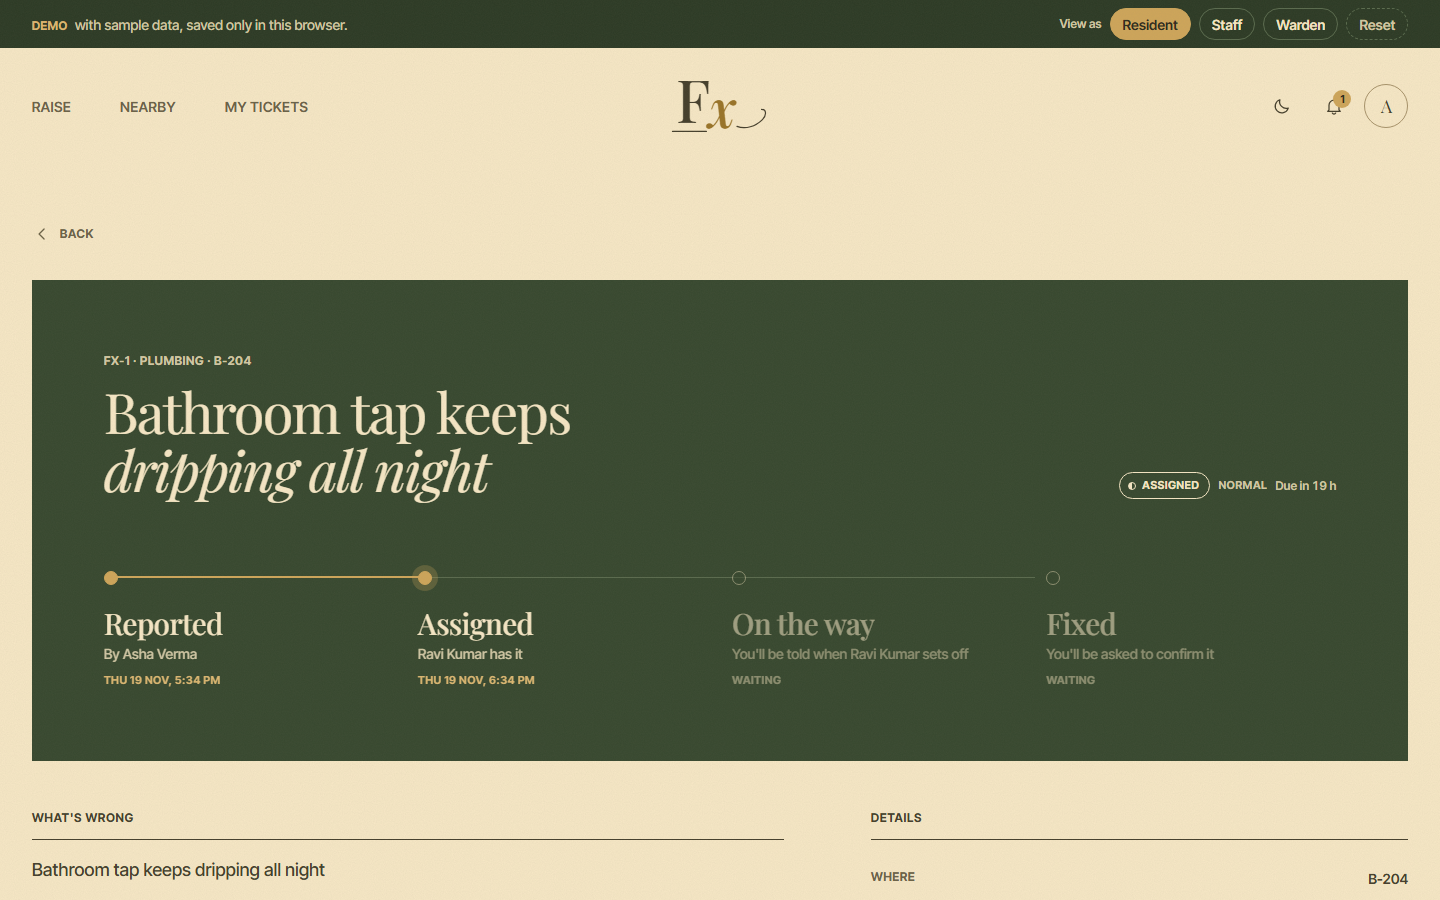 DEMO with sample data, saved only in this browser.
View as Resident Staff Warden Reset
RAISE NEARBY MY TICKETS
Fx
1
A
BACK
FX-1 · PLUMBING · B-204
Bathroom tap keeps
dripping all night
ASSIGNED NORMAL Due in 19 h
Reported
By Asha Verma
THU 19 NOV, 5:34 PM
Assigned
Ravi Kumar has it
THU 19 NOV, 6:34 PM
On the way
You'll be told when Ravi Kumar sets off
WAITING
Fixed
You'll be asked to confirm it
WAITING
WHAT'S WRONG
Bathroom tap keeps dripping all night
DETAILS
WHERE B-204